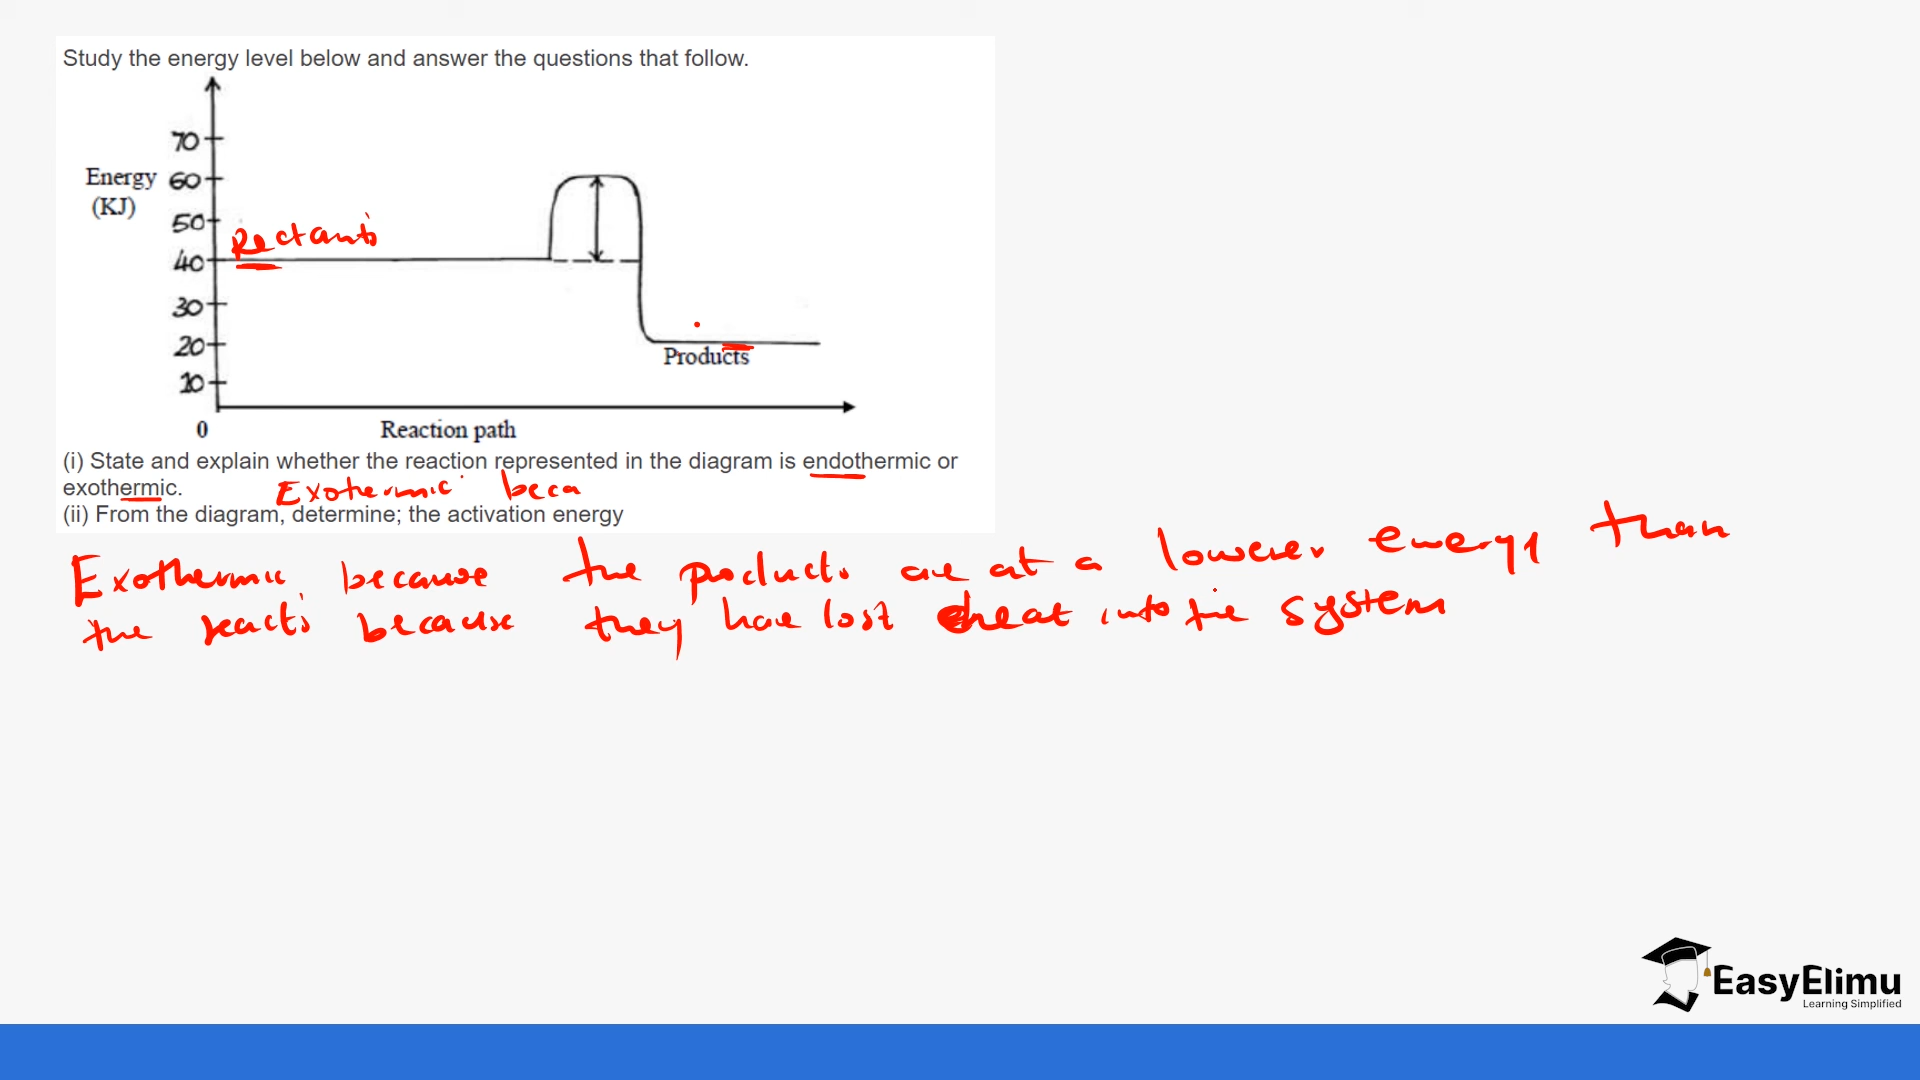 Study the energy level below and answer the questions that follow.
70
Energy 60
(KJ)
50
Rectants
40
30
20
Products
10
0
Reaction path
(i) State and explain whether the reaction represented in the diagram is endothermic or
exothermic. Exothermic beca
(ii) From the diagram, determine; the activation energy
Exothermic because the products are at a lowerer energy than
the reacts because they have lost heat into the system
EasyElimu
Learning Simplified